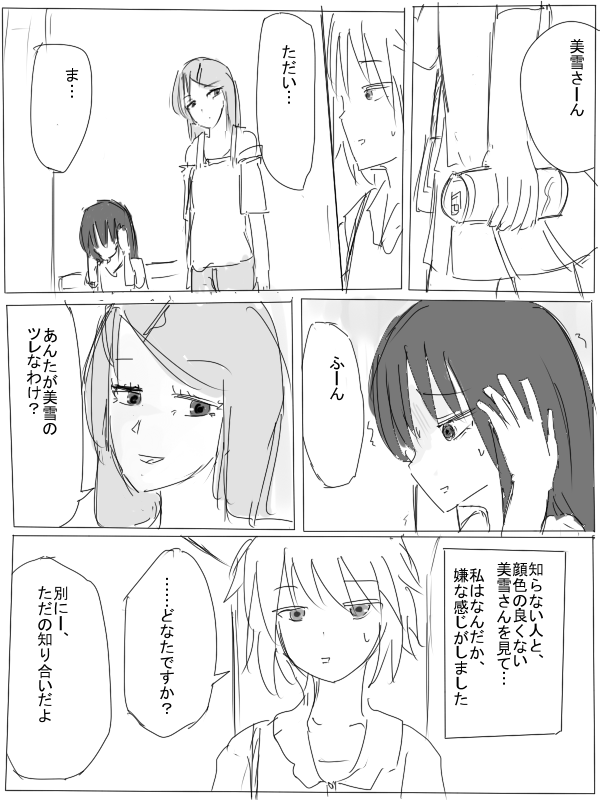 美雪さーん
ただい…
ま…
ふーん
あんたが美雪の
ツレなわけ？
知らない人と、
顔色の良くない
美雪さんを見て…
私はなんだか、
嫌な感じがしました
……どなたですか？
別にー、
ただの知り合いだよ